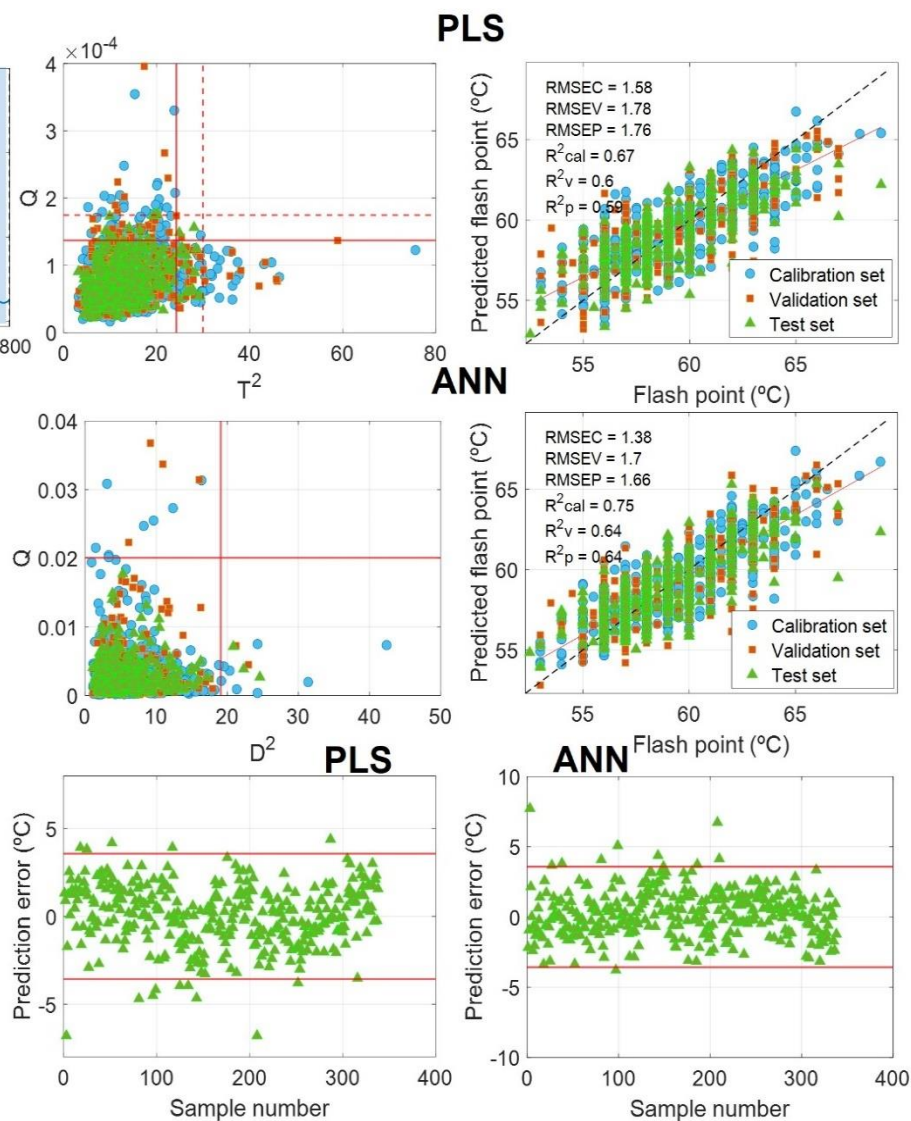 PLS
×10⁻⁴
4
3
2
1
0
Q
0
20
40
60
80
T²
800
RMSEC = 1.58
RMSEV = 1.78
RMSEP = 1.76
R²cal = 0.67
R²v = 0.6
R²p = 0.59
Predicted flash point (ºC)
65
60
55
55
60
65
Flash point (ºC)
Calibration set
Validation set
Test set
ANN
0.04
0.03
0.02
0.01
0
Q
0
10
20
30
40
50
D²
RMSEC = 1.38
RMSEV = 1.7
RMSEP = 1.66
R²cal = 0.75
R²v = 0.64
R²p = 0.64
Predicted flash point (ºC)
65
60
55
55
60
65
Flash point (ºC)
Calibration set
Validation set
Test set
PLS
5
0
-5
Prediction error (ºC)
0
100
200
300
400
Sample number
ANN
10
5
0
-5
-10
Prediction error (ºC)
0
100
200
300
400
Sample number